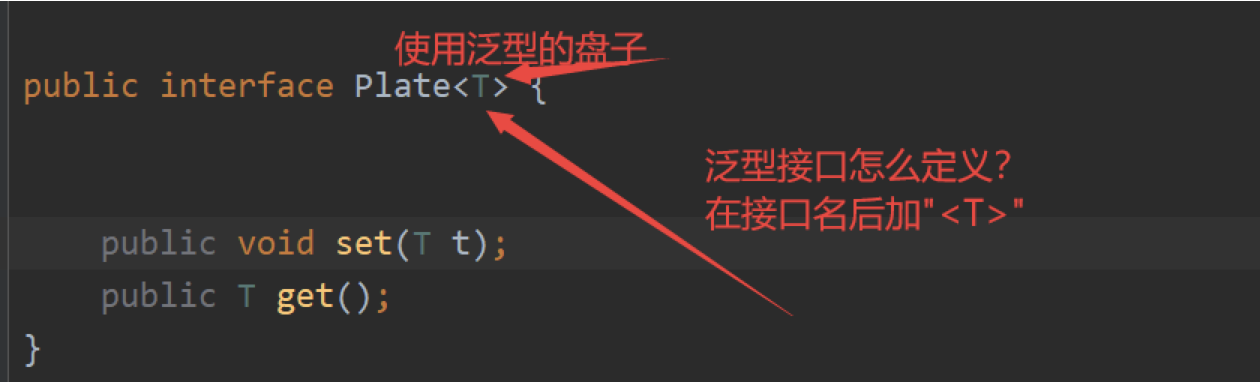 使用泛型的盘子
public interface Plate<T> {
泛型接口怎么定义？
在接口名后加"<T>"
public void set(T t);
public T get();
}